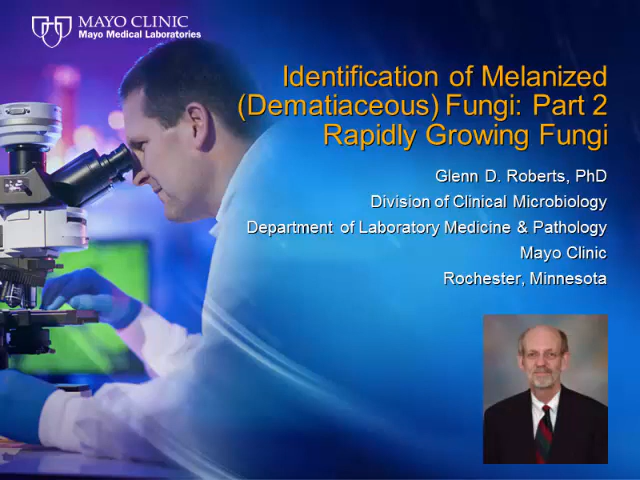 MAYO CLINIC
Mayo Medical Laboratories
Identification of Melanized
(Dematiaceous) Fungi: Part 2
Rapidly Growing Fungi
Glenn D. Roberts, PhD
Division of Clinical Microbiology
Department of Laboratory Medicine & Pathology
Mayo Clinic
Rochester, Minnesota